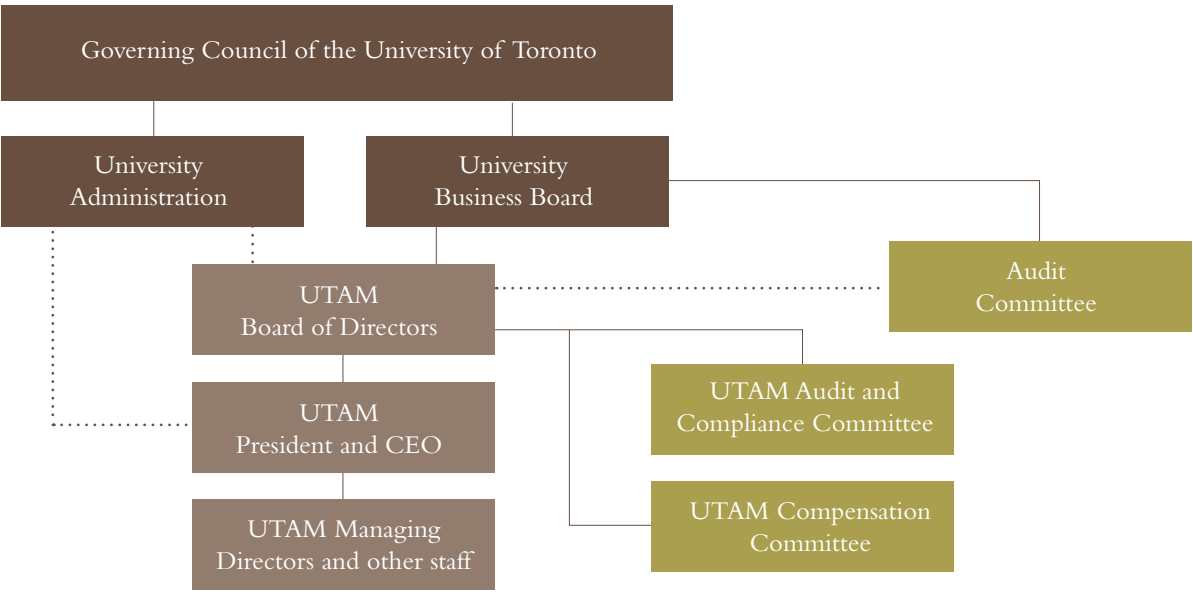 Governing Council of the University of Toronto
University
Administration
University
Business Board
Audit
Committee
UTAM
Board of Directors
UTAM
President and CEO
UTAM Audit and
Compliance Committee
UTAM Managing
Directors and other staff
UTAM Compensation
Committee